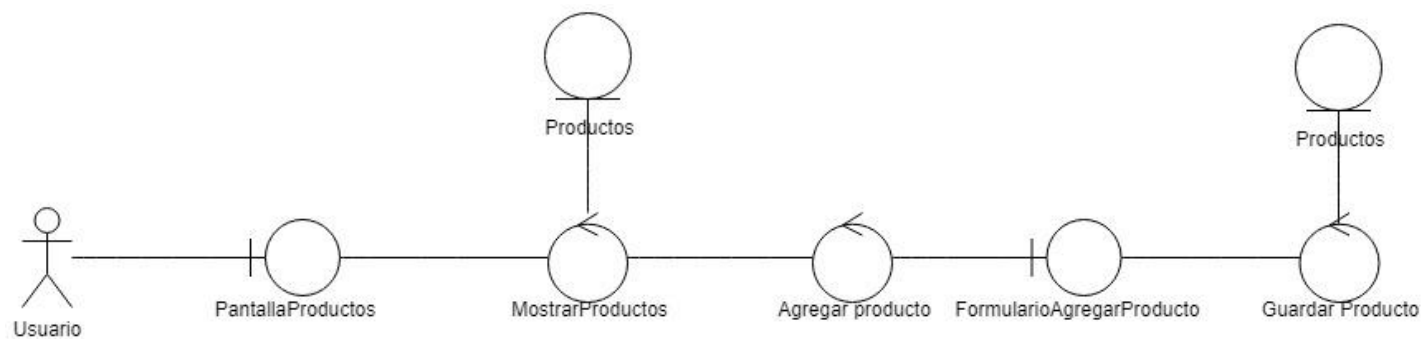 Productos
Productos
PantallaProductos
MostrarProductos
Agregar producto
FormularioAgregarProducto
Guardar Producto
Usuario